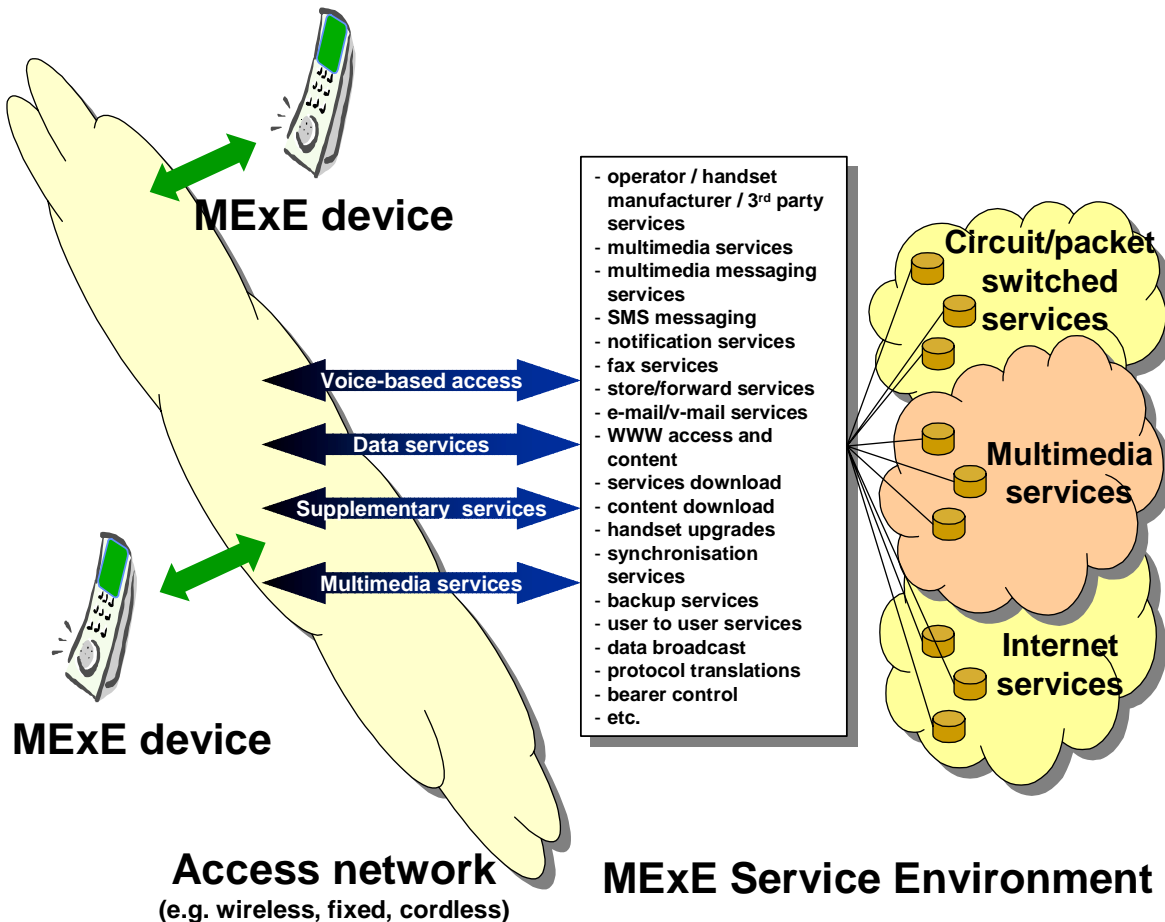 MExE device
- operator / handset
manufacturer / 3rd party
services
- multimedia services
- multimedia messaging
services
- SMS messaging
- notification services
- fax services
- store/forward services
- e-mail/v-mail services
- WWW access and
content
- services download
- content download
- handset upgrades
- synchronisation
services
- backup services
- user to user services
- data broadcast
- protocol translations
- bearer control
- etc.
Circuit/packet
switched
services
Multimedia
services
Internet
services
Voice-based access
Data services
Supplementary services
Multimedia services
MExE device
Access network
(e.g. wireless, fixed, cordless)
MExE Service Environment